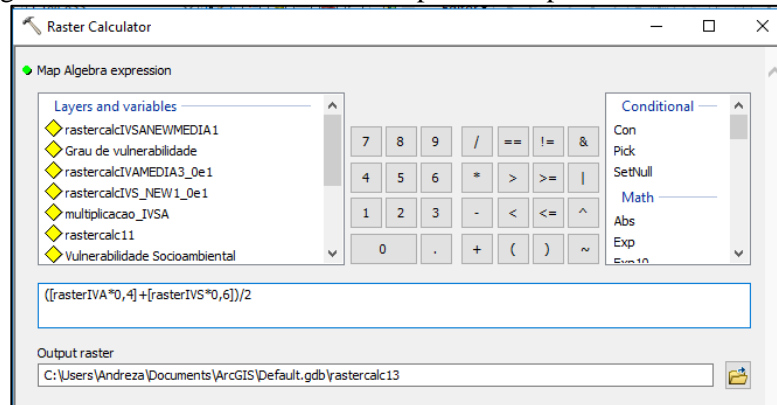 Raster Calculator
Map Algebra expression
Layers and variables
rastercalcIVSANEWMEDIA1
Grau de vulnerabilidade
rastercalcIVAMEDIA3_0e1
rastercalcIVS_NEW1_0e1
multiplicacao_IVSA
rastercalc11
Vulnerabilidade Socioambiental
7 8 9 / == != &
4 5 6 * > >= |
1 2 3 - < <= ^
0 . + ( ) ~
Conditional
Con
Pick
SetNull
Math
Abs
Exp
Exp10
([rasterIVA*0,4]+[rasterIVS*0,6])/2
Output raster
C:\Users\Andreza\Documents\ArcGIS\Default.gdb\rastercalc13